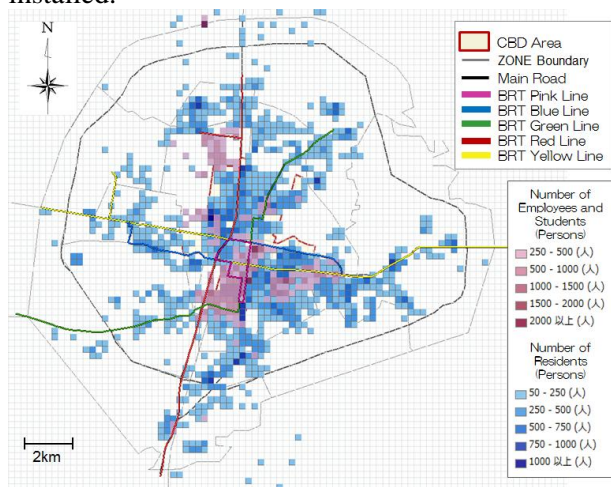 installed.
N
2km
CBD Area
ZONE Boundary
Main Road
BRT Pink Line
BRT Blue Line
BRT Green Line
BRT Red Line
BRT Yellow Line
Number of
Employees and
Students
(Persons)
250 - 500 (人)
500 - 1000 (人)
1000 - 1500 (人)
1500 - 2000 (人)
2000 以上 (人)
Number of
Residents
(Persons)
50 - 250 (人)
250 - 500 (人)
500 - 750 (人)
750 - 1000 (人)
1000 以上 (人)